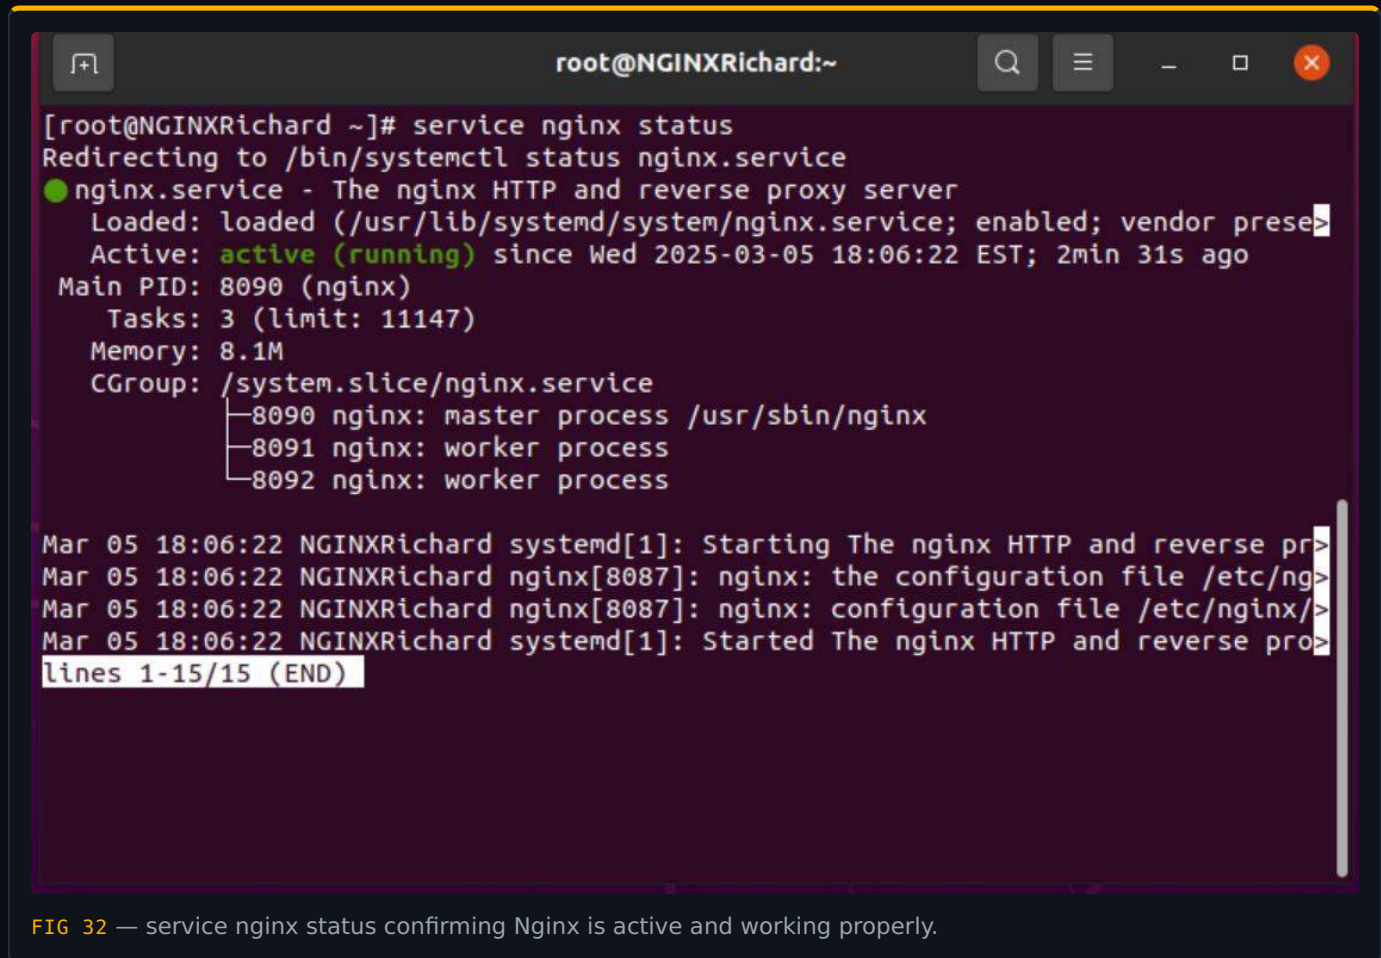 root@NGINXRichard:~
[root@NGINXRichard ~]# service nginx status
Redirecting to /bin/systemctl status nginx.service
● nginx.service - The nginx HTTP and reverse proxy server
   Loaded: loaded (/usr/lib/systemd/system/nginx.service; enabled; vendor prese>
   Active: active (running) since Wed 2025-03-05 18:06:22 EST; 2min 31s ago
 Main PID: 8090 (nginx)
    Tasks: 3 (limit: 11147)
   Memory: 8.1M
   CGroup: /system.slice/nginx.service
           ├─8090 nginx: master process /usr/sbin/nginx
           ├─8091 nginx: worker process
           └─8092 nginx: worker process
Mar 05 18:06:22 NGINXRichard systemd[1]: Starting The nginx HTTP and reverse pr>
Mar 05 18:06:22 NGINXRichard nginx[8087]: nginx: the configuration file /etc/ng>
Mar 05 18:06:22 NGINXRichard nginx[8087]: nginx: configuration file /etc/nginx/>
Mar 05 18:06:22 NGINXRichard systemd[1]: Started The nginx HTTP and reverse pro>
lines 1-15/15 (END)
FIG 32 — service nginx status confirming Nginx is active and working properly.